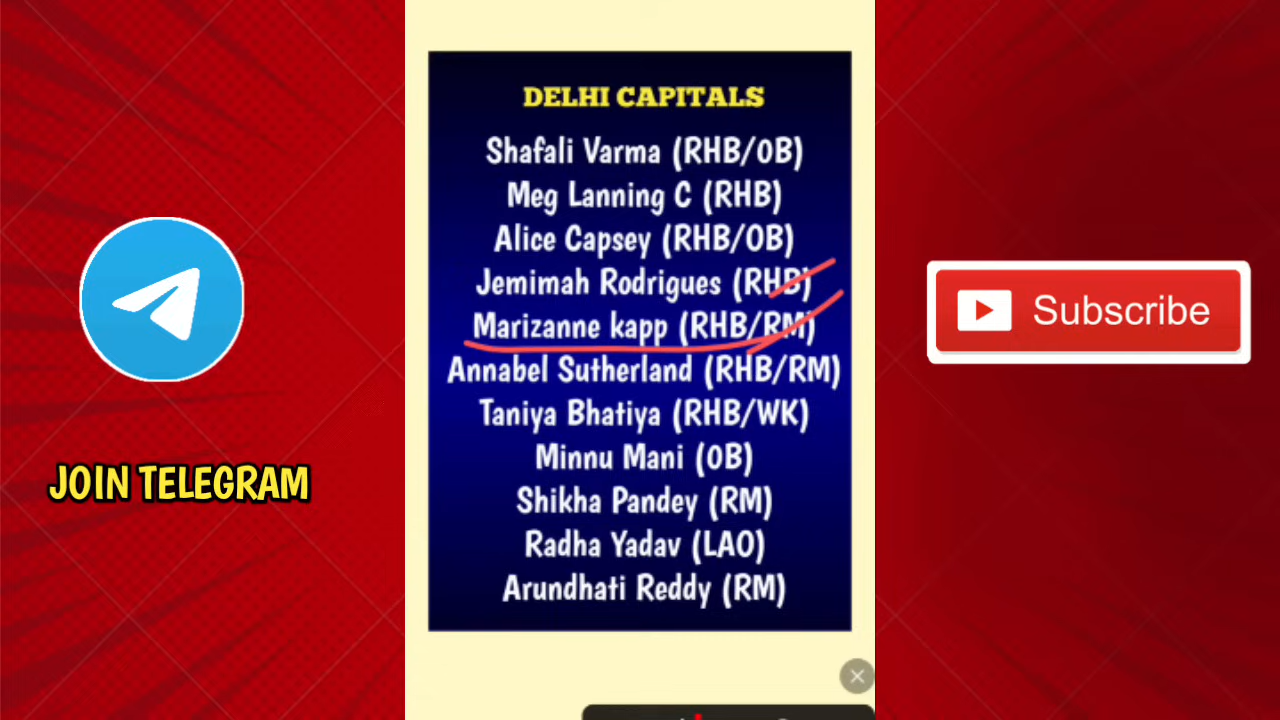 DELHI CAPITALS
Shafali Varma (RHB/OB)
Meg Lanning C (RHB)
Alice Capsey (RHB/OB)
Jemimah Rodrigues (RHB)
Marizanne kapp (RHB/RM)
Annabel Sutherland (RHB/RM)
Taniya Bhatiya (RHB/WK)
Minnu Mani (OB)
Shikha Pandey (RM)
Radha Yadav (LAO)
Arundhati Reddy (RM)
JOIN TELEGRAM
Subscribe